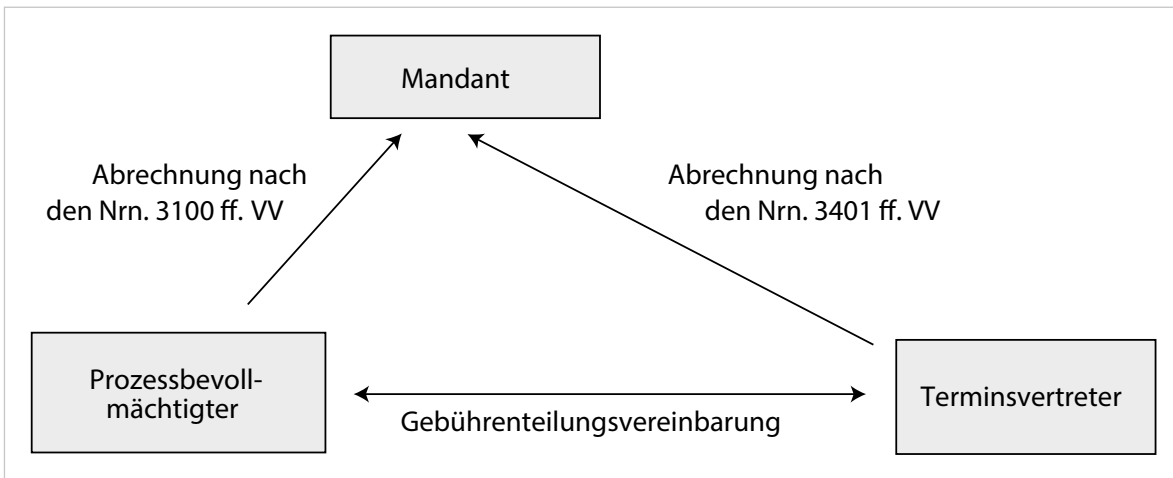 Mandant
Abrechnung nach
den Nrn. 3100 ff. VV
Abrechnung nach
den Nrn. 3401 ff. VV
Prozessbevoll-
mächtigter
Gebührenteilungsvereinbarung
Terminsvertreter